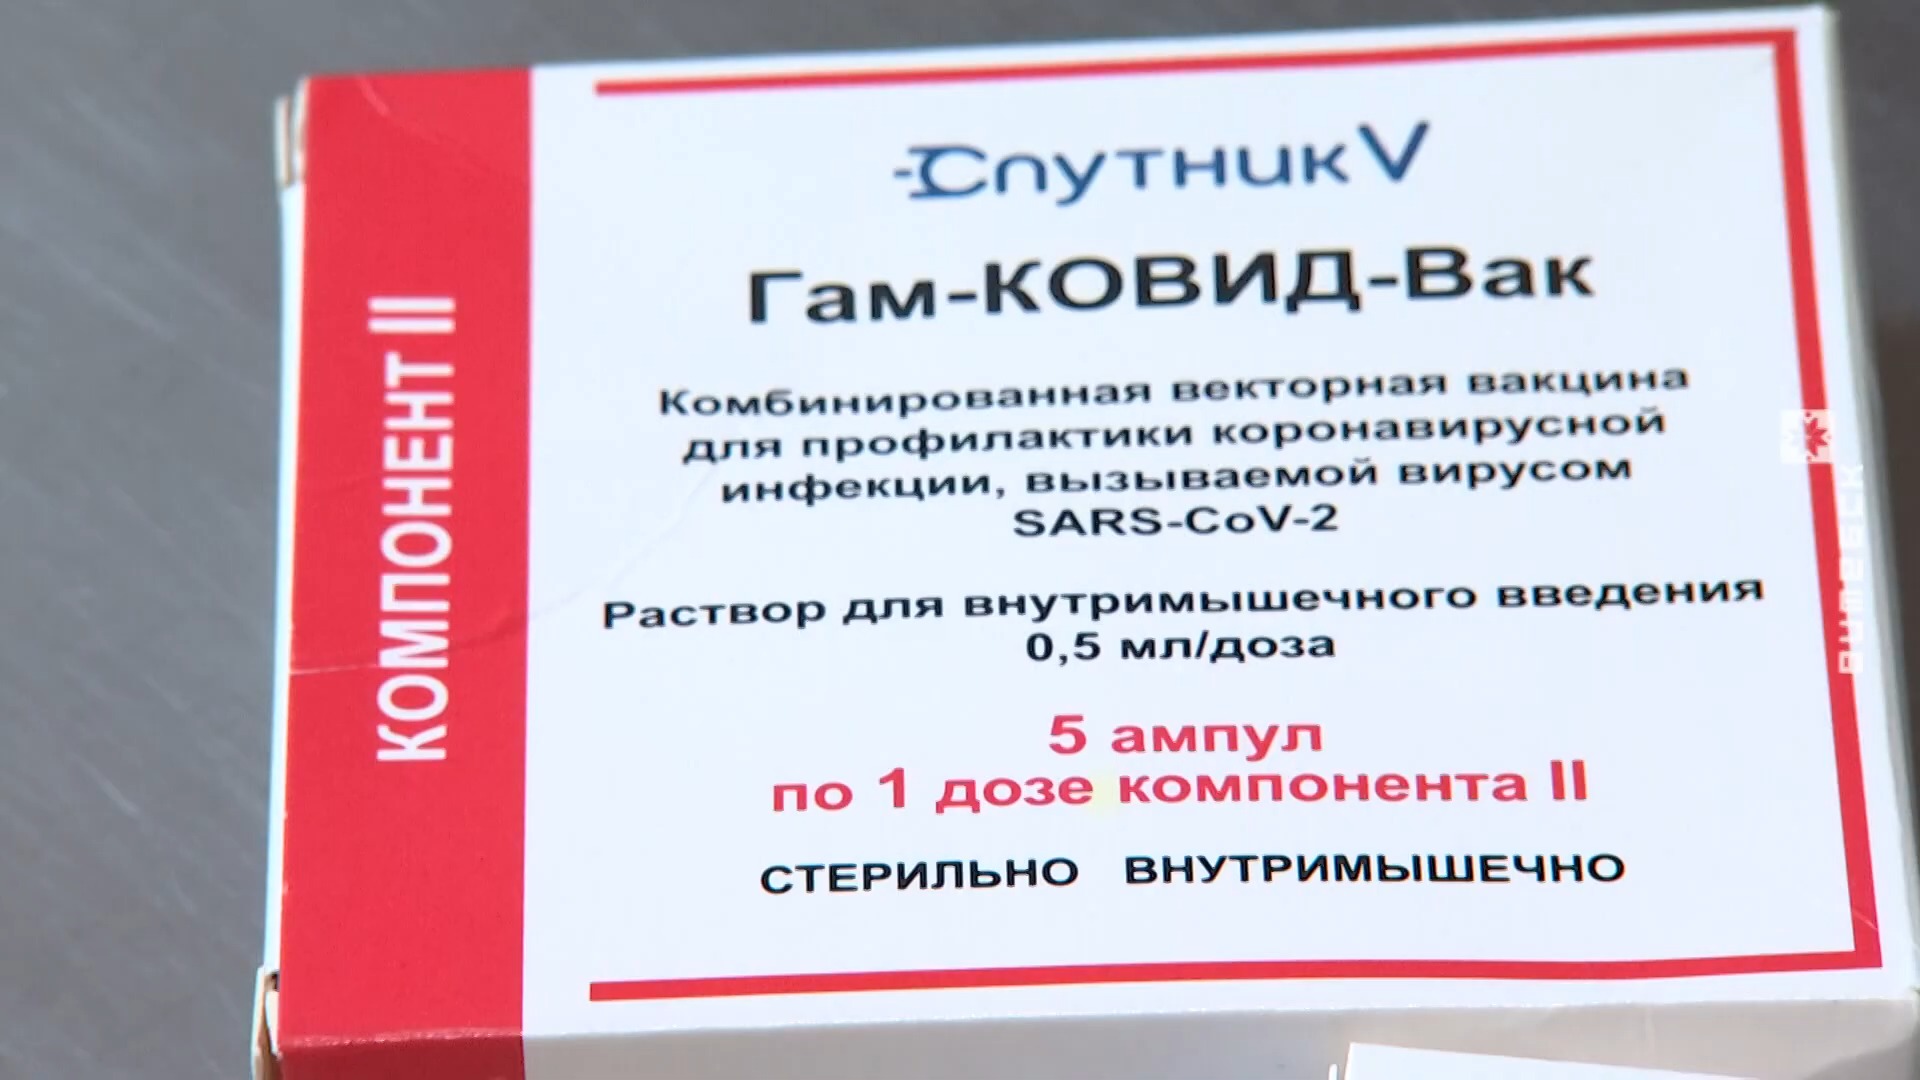 КОМПОНЕНТ II
Спутник V
Гам-КОВИД-Вак
Комбинированная векторная вакцина
для профилактики коронавирусной
инфекции, вызываемой вирусом
SARS-CoV-2
Раствор для внутримышечного введения
0,5 мл/доза
5 ампул
по 1 дозе компонента II
СТЕРИЛЬНО ВНУТРИМЫШЕЧНО
ВИТЕБСК